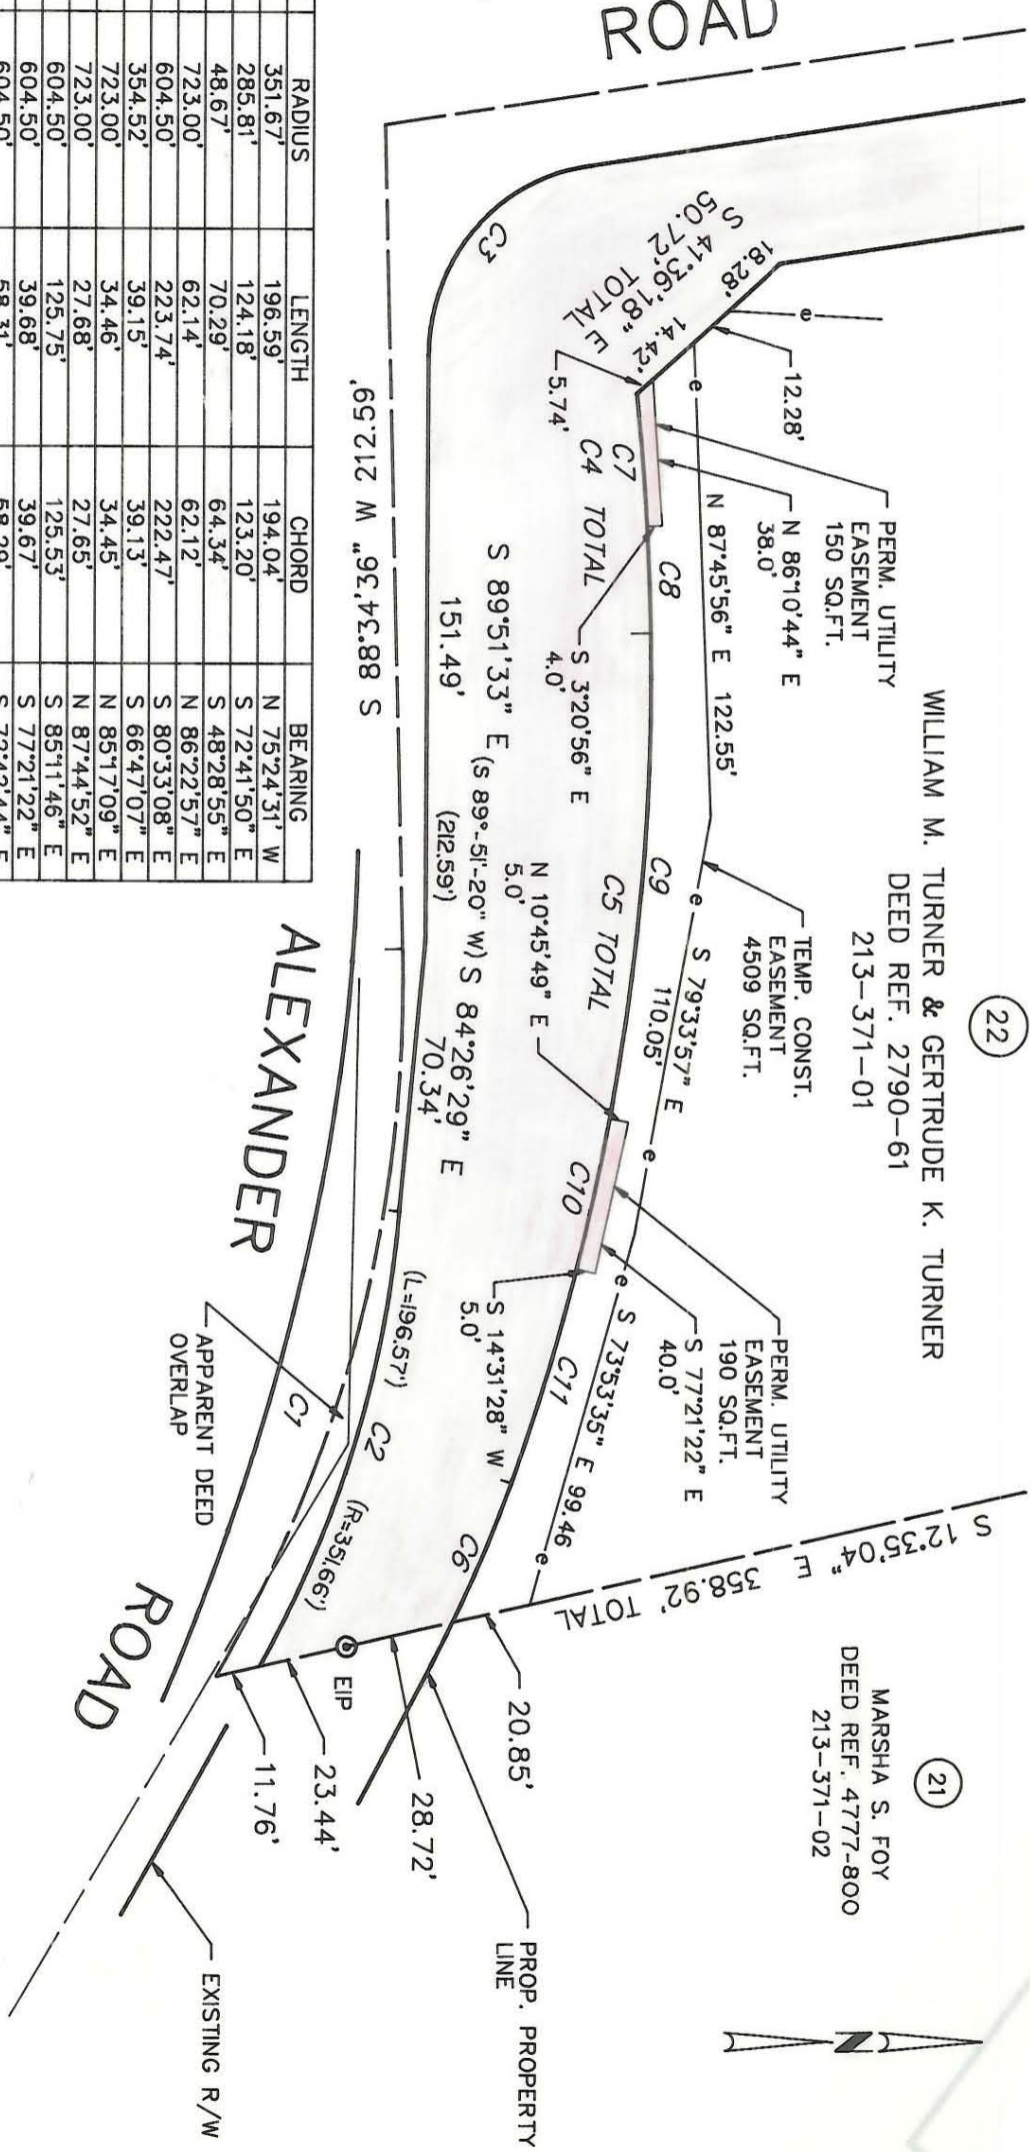 ROAD
22
WILLIAM M. TURNER & GERTRUDE K. TURNER
DEED REF. 2790-61
213-371-01
21
MARSHA S. FOY
DEED REF. 4777-800
213-371-02
PERM. UTILITY
EASEMENT
150 SQ.FT.
N 86°10'44" E
38.0'
12.28'
18.28'
14.42'
S 41°36'18" E
50.72' TOTAL
5.74'
e
e
e
e
e
e
N 87°45'56" E 122.55'
TEMP. CONST.
EASEMENT
4509 SQ.FT.
S 79°33'57" E
110.05'
PERM. UTILITY
EASEMENT
190 SQ.FT.
S 77°21'22" E
40.0'
S 73°53'35" E 99.46
S 12°35'04" E 358.92' TOTAL
C3
C7
C4 TOTAL
C8
S 3°20'56" E
4.0'
C9
C5 TOTAL
N 10°45'49" E
5.0'
C10
S 14°31'28" W
5.0'
C11
C6
S 89°51'33" E (S 89°-51'-20" W)
151.49' (212.59')
S 84°26'29" E
70.34'
(L=196.57')
C2
(R=351.66')
C1
S 88°34'36" W 212.59'
20.85'
28.72'
EIP
23.44'
11.76'
PROP. PROPERTY
LINE
EXISTING R/W
APPARENT DEED
OVERLAP
ALEXANDER
ROAD
N
RADIUS LENGTH CHORD BEARING
351.67' 196.59' 194.04' N 75°24'31' W
285.81' 124.18' 123.20' S 72°41'50" E
48.67' 70.29' 64.34' S 48°28'55" E
723.00' 62.14' 62.12' N 86°22'57" E
604.50' 223.74' 222.47' S 80°33'08" E
354.52' 39.15' 39.13' S 66°47'07" E
723.00' 34.46' 34.45' N 85°17'09" E
723.00' 27.68' 27.65' N 87°44'52" E
604.50' 125.75' 125.53' S 85°11'46" E
604.50' 39.68' 39.67' S 77°21'22" E
604.50' 58.31' 58.29' S 72°42'44" E